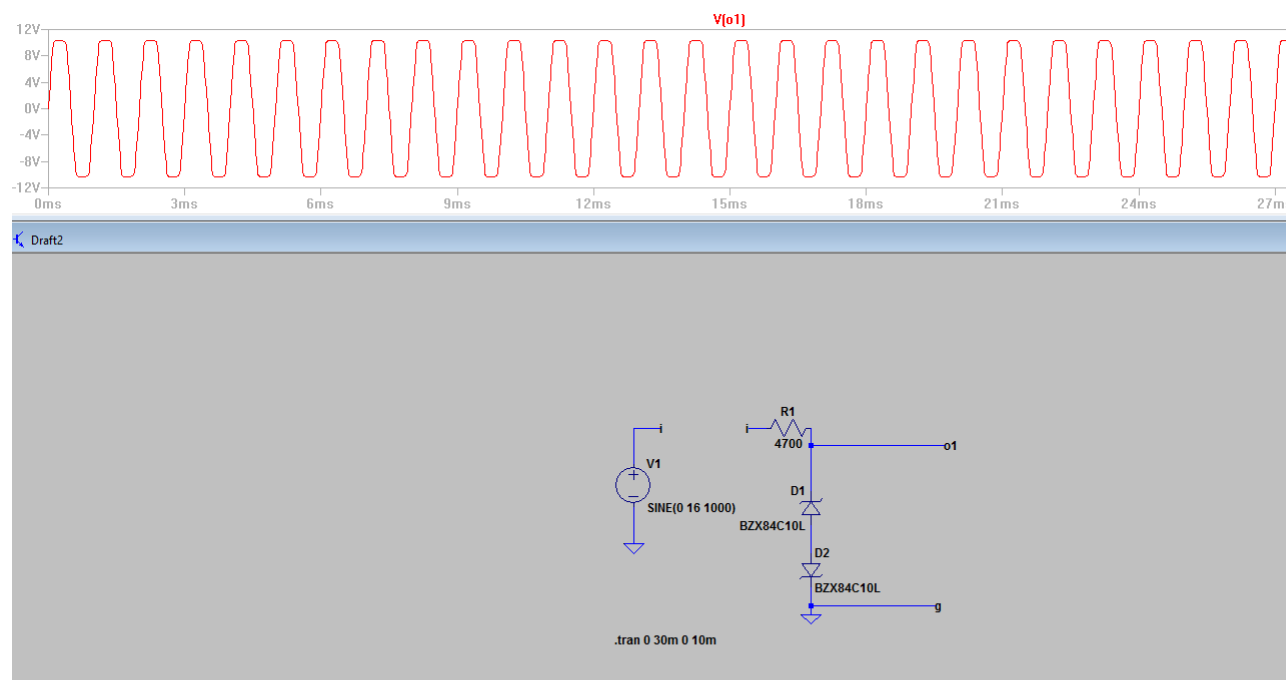 V(o1)
12V
8V
4V
0V
-4V
-8V
-12V
0ms 3ms 6ms 9ms 12ms 15ms 18ms 21ms 24ms 27m
Draft2
R1
i i
4700
o1
V1
D1
SINE(0 16 1000)
BZX84C10L
D2
BZX84C10L
g
.tran 0 30m 0 10m